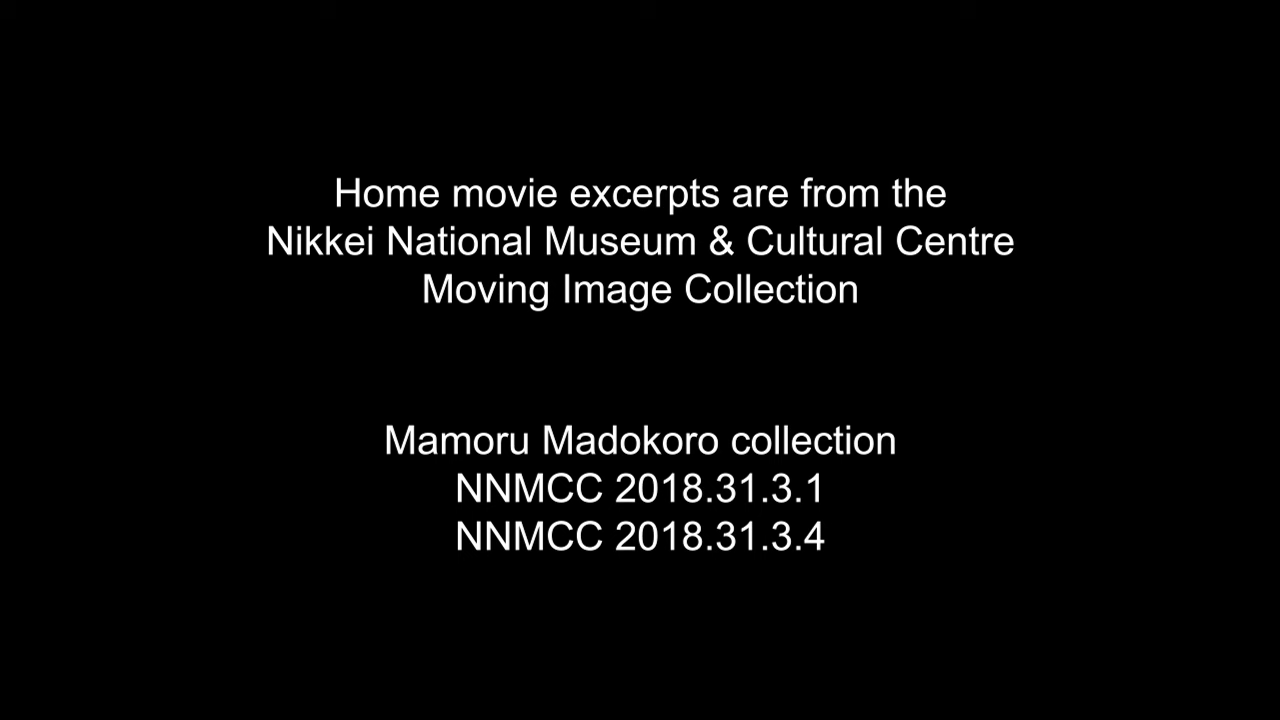 Home movie excerpts are from the
Nikkei National Museum & Cultural Centre
Moving Image Collection
Mamoru Madokoro collection
NNMCC 2018.31.3.1
NNMCC 2018.31.3.4